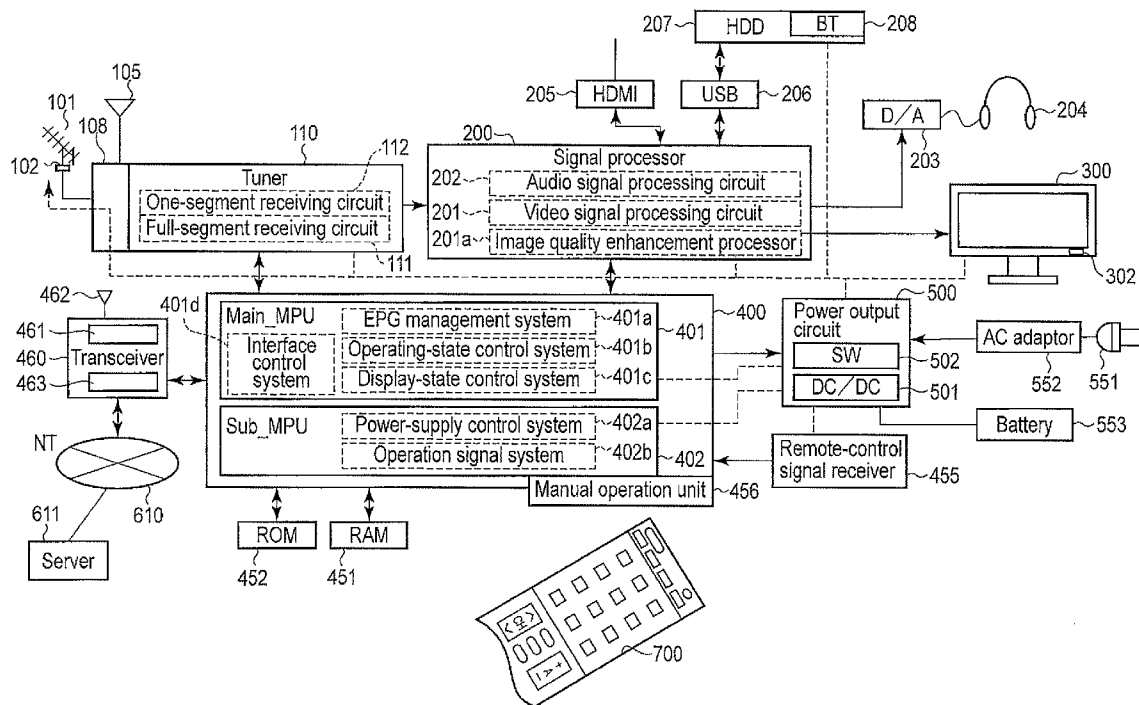 207
HDD
BT
208
105
205
HDMI
USB
206
204
D/A
203
101
108
102
110
112
Tuner
One-segment receiving circuit
Full-segment receiving circuit
111
200
Signal processor
202
Audio signal processing circuit
201
Video signal processing circuit
201a
Image quality enhancement processor
300
302
462
461
460
Transceiver
463
401d
Main_MPU
Interface
control
system
EPG management system
401a
Operating-state control system
401b
Display-state control system
401c
401
400
Sub_MPU
Power-supply control system
402a
Operation signal system
402b
402
Manual operation unit
456
500
Power output
circuit
SW
502
DC/DC
501
AC adaptor
552
551
Battery
553
Remote-control
signal receiver
455
NT
610
611
Server
ROM
452
RAM
451
700